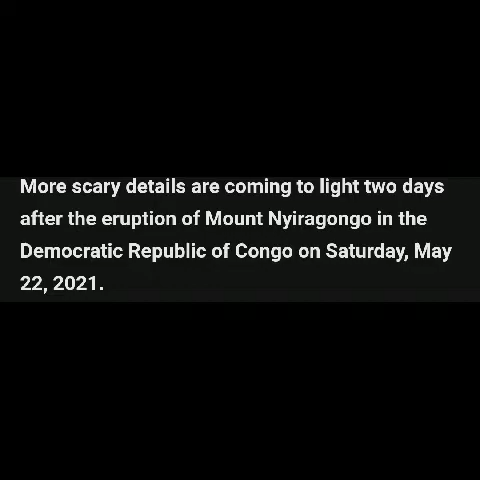 More scary details are coming to light two days
after the eruption of Mount Nyiragongo in the
Democratic Republic of Congo on Saturday, May
22, 2021.